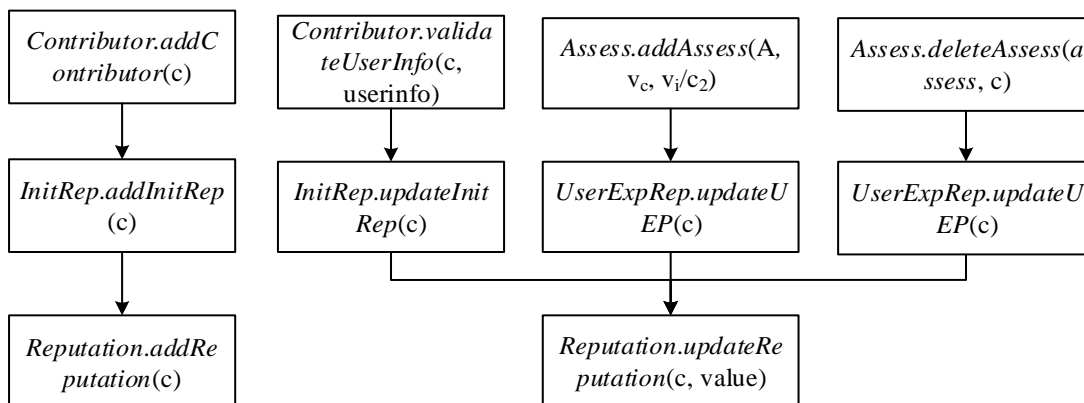 Contributor.addC
ontributor(c)
Contributor.valida
teUserInfo(c,
userinfo)
Assess.addAssess(A,
vc, vi/c2)
Assess.deleteAssess(a
ssess, c)
InitRep.addInitRep
(c)
InitRep.updateInit
Rep(c)
UserExpRep.updateU
EP(c)
UserExpRep.updateU
EP(c)
Reputation.addRe
putation(c)
Reputation.updateRe
putation(c, value)